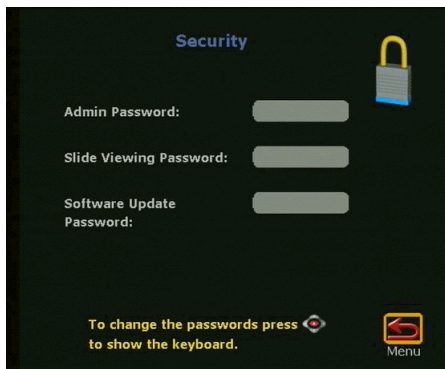 Security
Admin Password:
Slide Viewing Password:
Software Update
Password:
To change the passwords press
to show the keyboard.
Menu